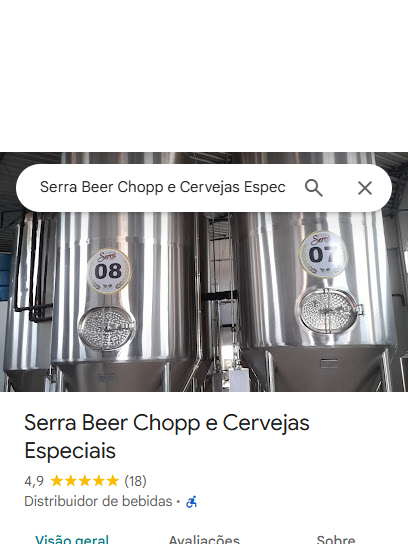 Serra Beer Chopp e Cervejas Espec
Serra
08
Serra
07
Serra Beer Chopp e Cervejas
Especiais
4,9 (18)
Distribuidor de bebidas •
Visão geral Avaliações Sobre